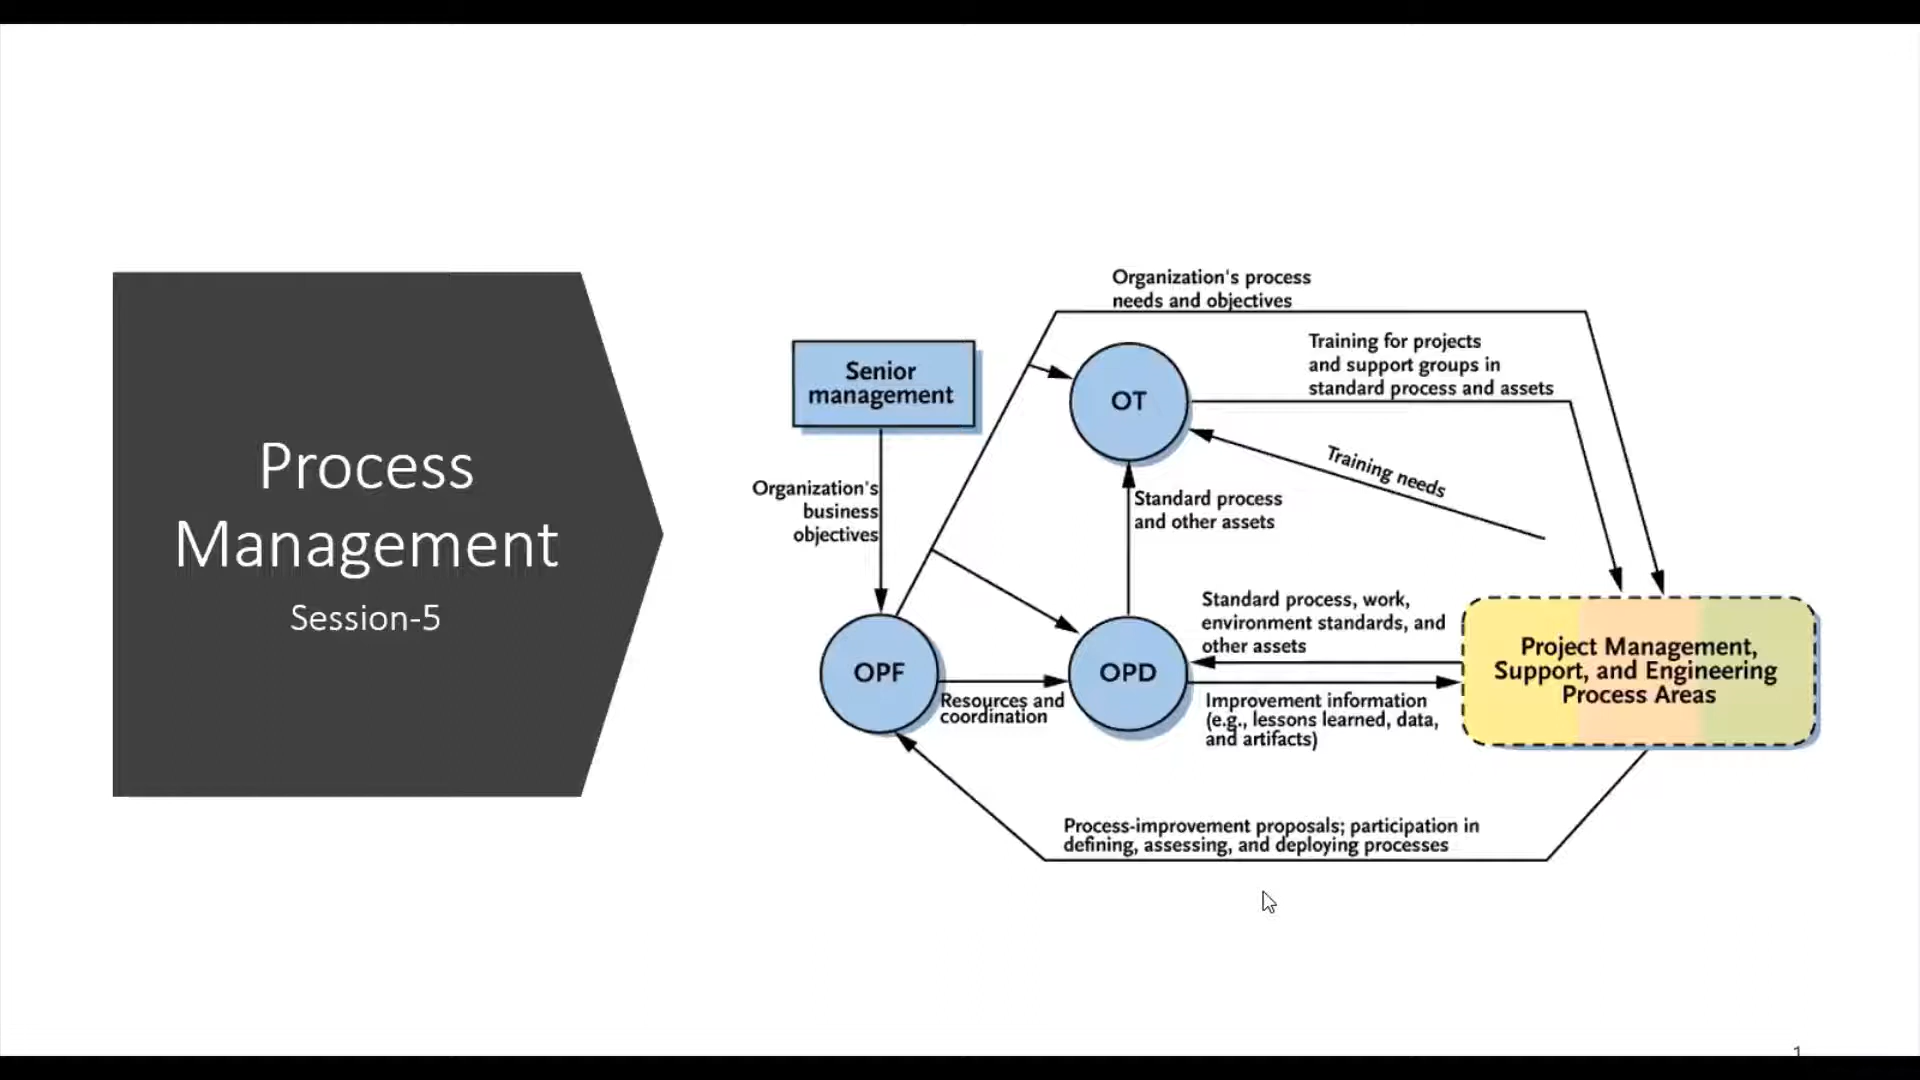 Process
Management
Session-5
Organization's process
needs and objectives
Senior
management
OT
Training for projects
and support groups in
standard process and assets
Training needs
Organization's
business
objectives
Standard process
and other assets
OPF
Resources and
coordination
OPD
Standard process, work,
environment standards, and
other assets
Improvement information
(e.g., lessons learned, data,
and artifacts)
Project Management,
Support, and Engineering
Process Areas
Process-improvement proposals; participation in
defining, assessing, and deploying processes
1